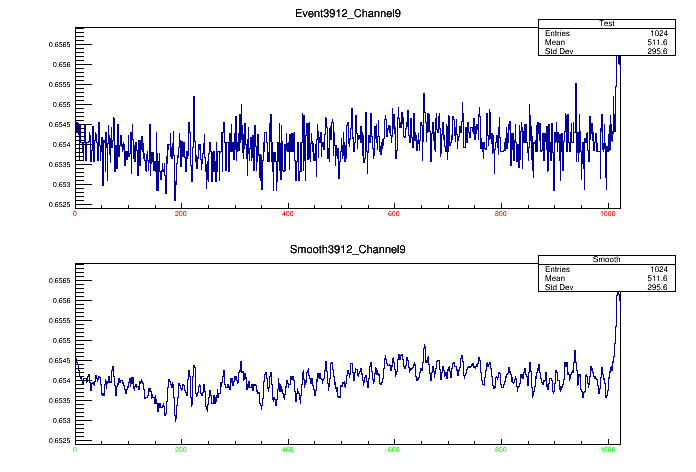 Event3912_Channel9
Test
Entries 1024
Mean 511.6
Std Dev 295.6
0.6565
0.656
0.6555
0.655
0.6545
0.654
0.6535
0.653
0.6525
0 200 400 600 800 1000
Smooth3912_Channel9
Smooth
Entries 1024
Mean 511.6
Std Dev 295.6
0.6565
0.656
0.6555
0.655
0.6545
0.654
0.6535
0.653
0.6525
0 200 400 600 800 1000